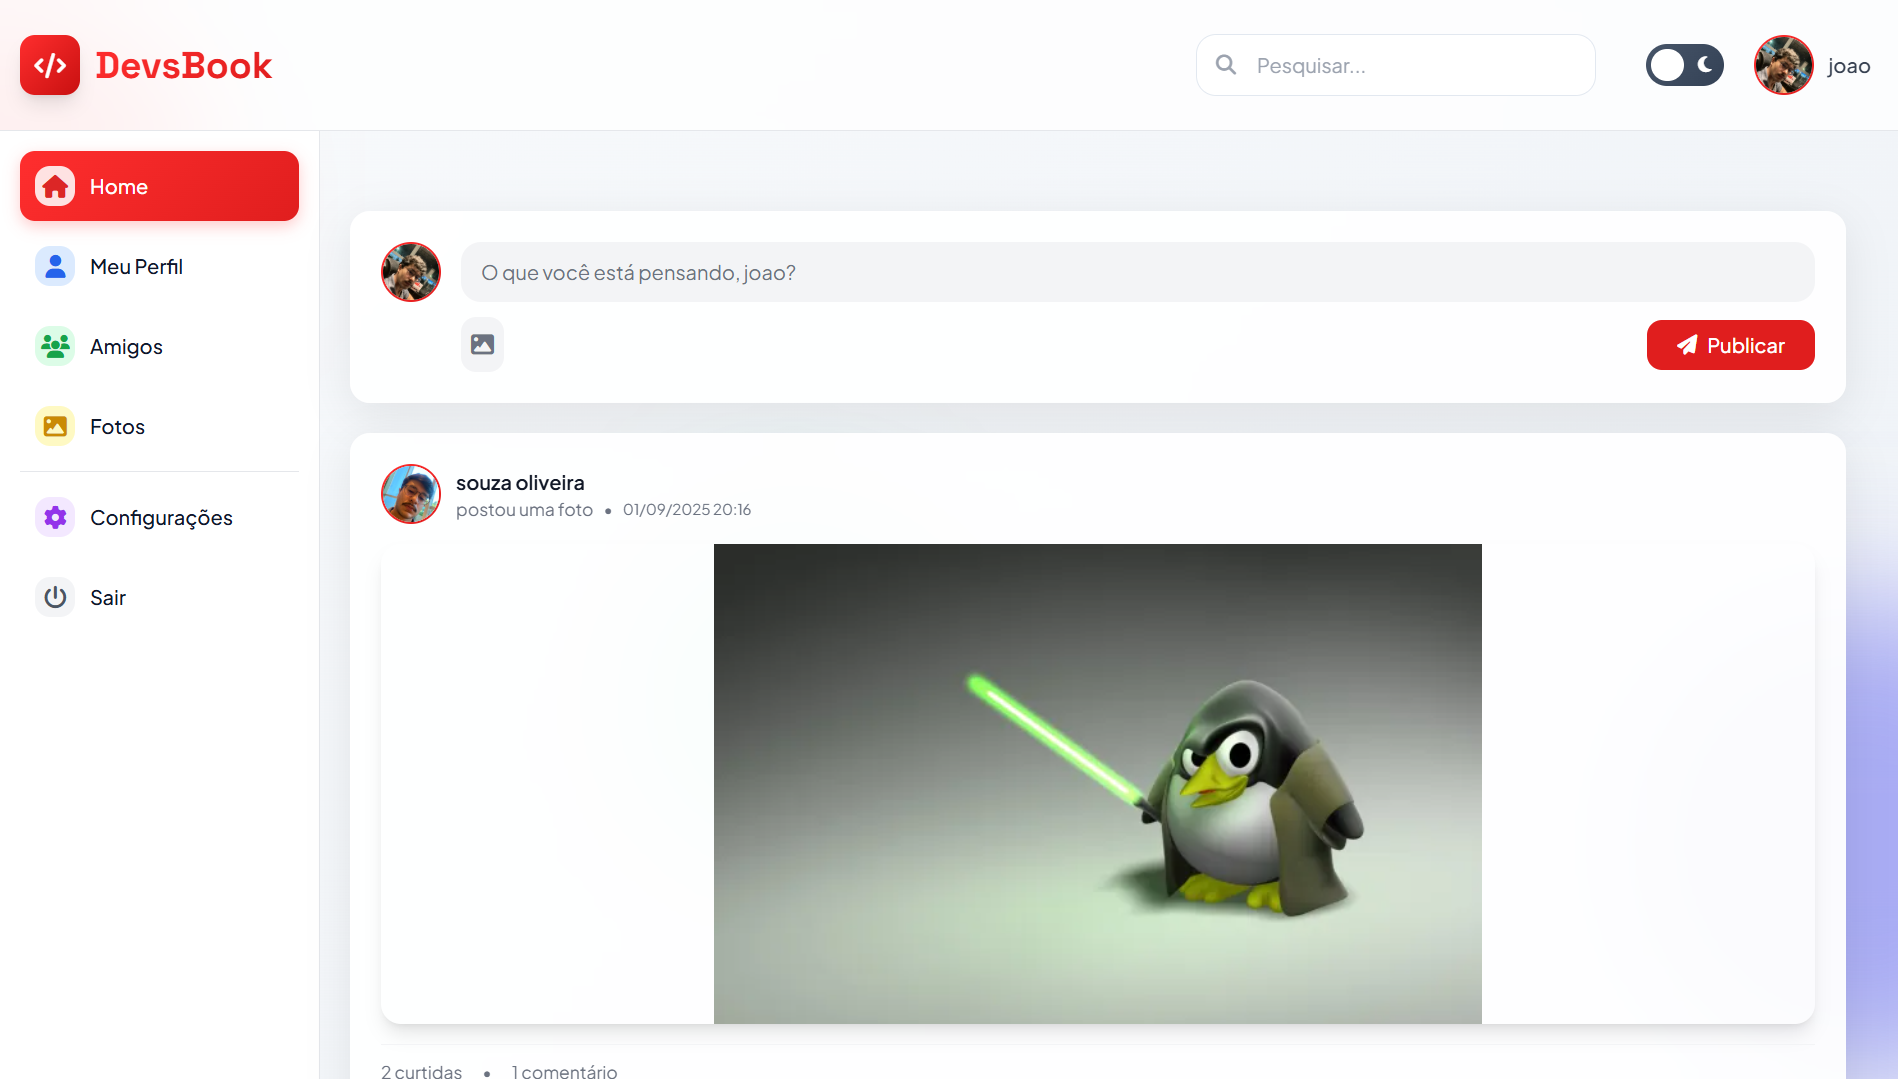 DevsBook
Pesquisar...
joao
Home
Meu Perfil
Amigos
Fotos
Configurações
Sair
O que você está pensando, joao?
Publicar
souza oliveira
postou uma foto • 01/09/2025 20:16
2 curtidas • 1 comentário